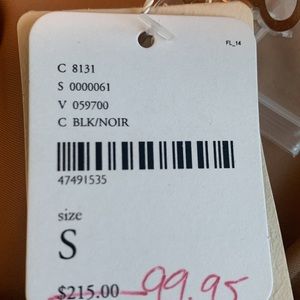 FL_14
C 8131
S 0000061
V 059700
C BLK/NOIR
47491535
size
S
$215.00 99.95